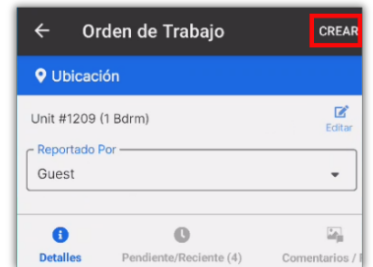 Orden de Trabajo CREAR
Ubicación
Unit #1209 (1 Bdrm)
Editar
Reportado Por
Guest
Detalles Pendiente/Reciente (4) Comentarios /